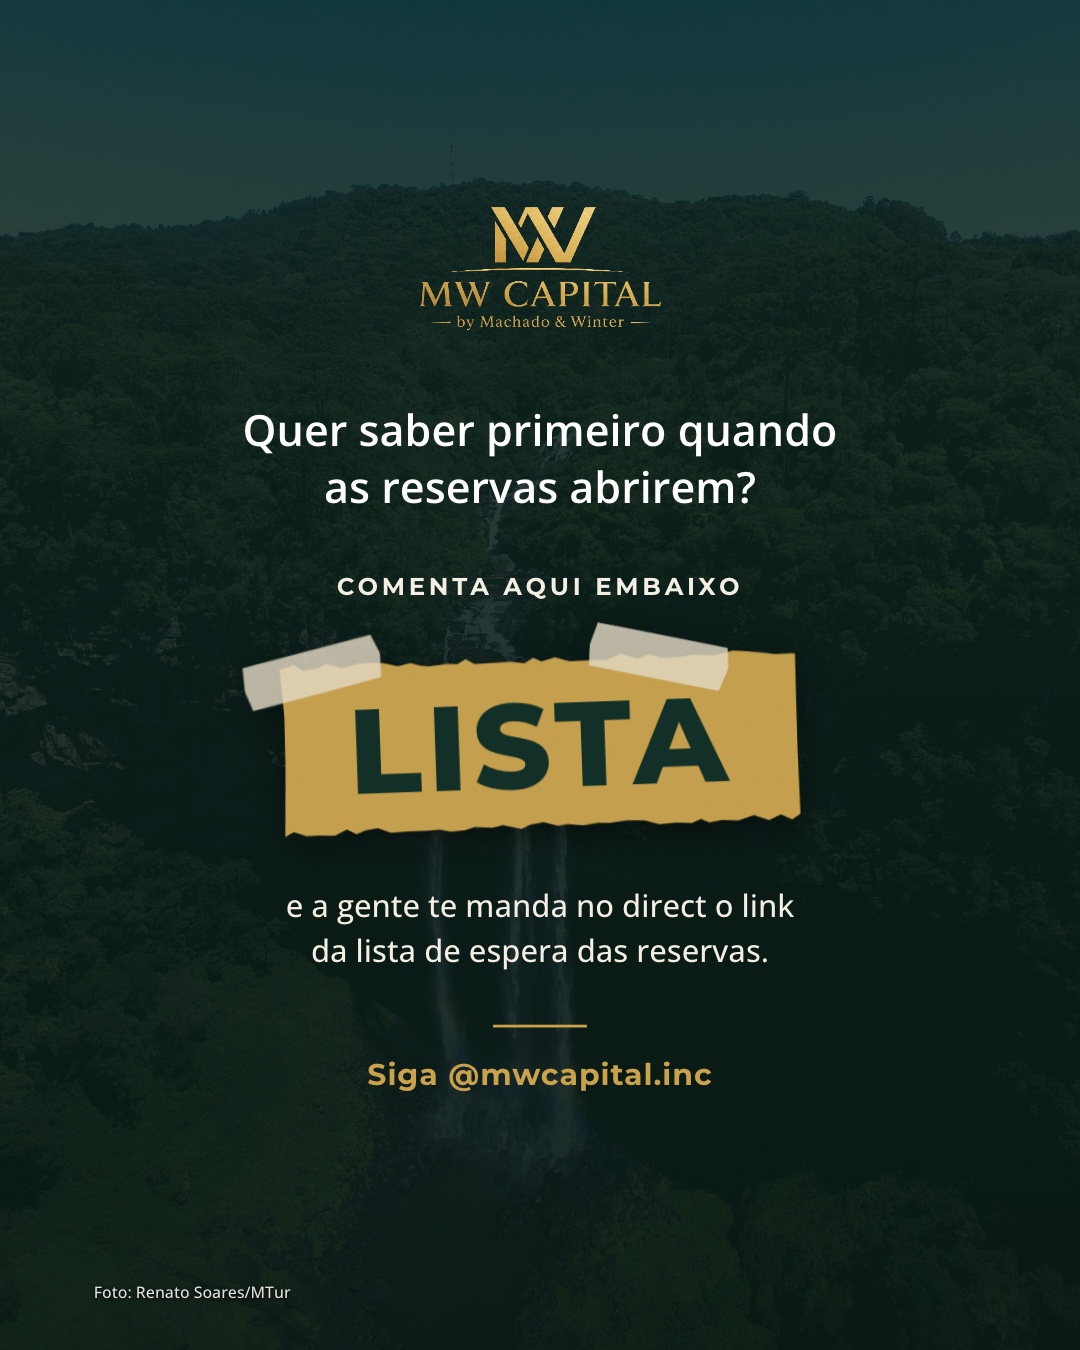 MW
MW CAPITAL
by Machado & Winter
Quer saber primeiro quando
as reservas abrirem?
COMENTA AQUI EMBAIXO
LISTA
e a gente te manda no direct o link
da lista de espera das reservas.
Siga @mwcapital.inc
Foto: Renato Soares/MTur